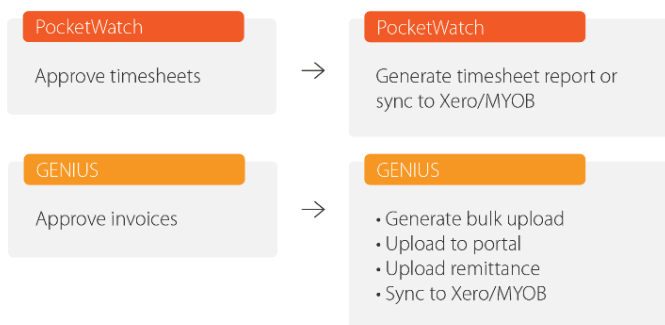 PocketWatch
Approve timesheets
→
PocketWatch
Generate timesheet report or
sync to Xero/MYOB
GENIUS
Approve invoices
→
GENIUS
• Generate bulk upload
• Upload to portal
• Upload remittance
• Sync to Xero/MYOB